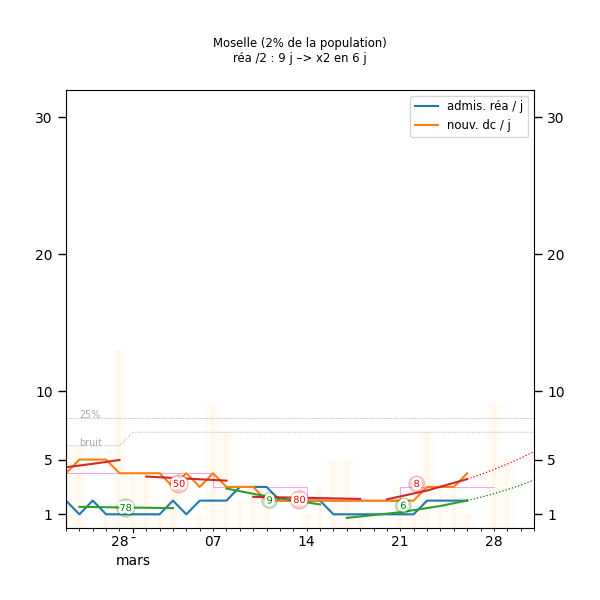 Moselle (2% de la population)
réa /2 : 9 j –> x2 en 6 j
admis. réa / j
nouv. dc / j
30 30
20 20
10 10
25%
bruit
5 5
50 8
78 9 80 6
1 1
28 07 14 21 28
mars